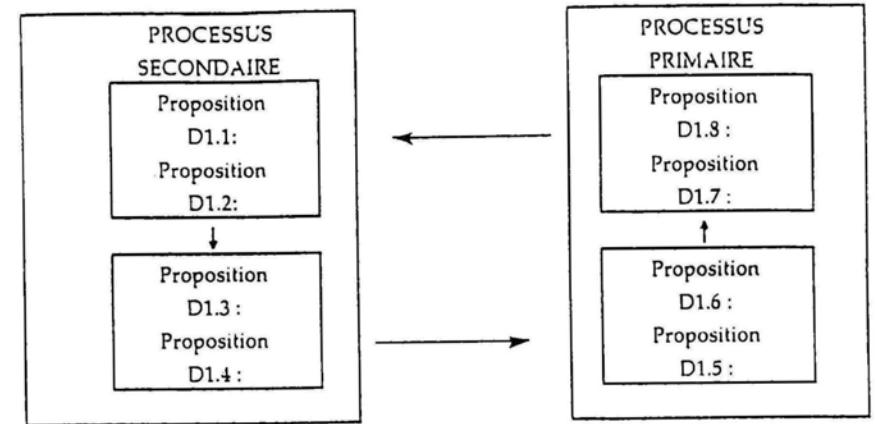 PROCESSUS
SECONDAIRE
Proposition
D1.1:
Proposition
D1.2:
Proposition
D1.3 :
Proposition
D1.4 :
PROCESSUS
PRIMAIRE
Proposition
D1.8 :
Proposition
D1.7 :
Proposition
D1.6 :
Proposition
D1.5 :